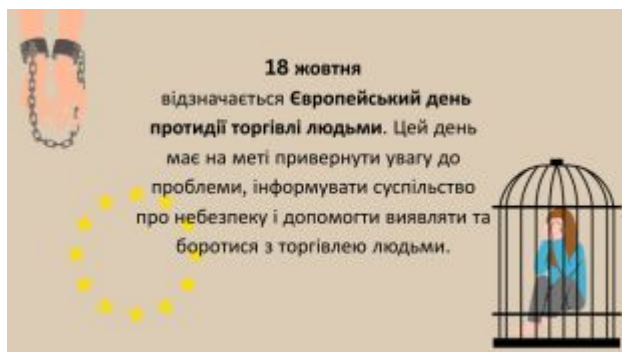 18 жовтня
відзначається Європейський день
протидії торгівлі людьми. Цей день
має на меті привернути увагу до
проблеми, інформувати суспільство
про небезпеку і допомогти виявляти та
боротися з торгівлею людьми.